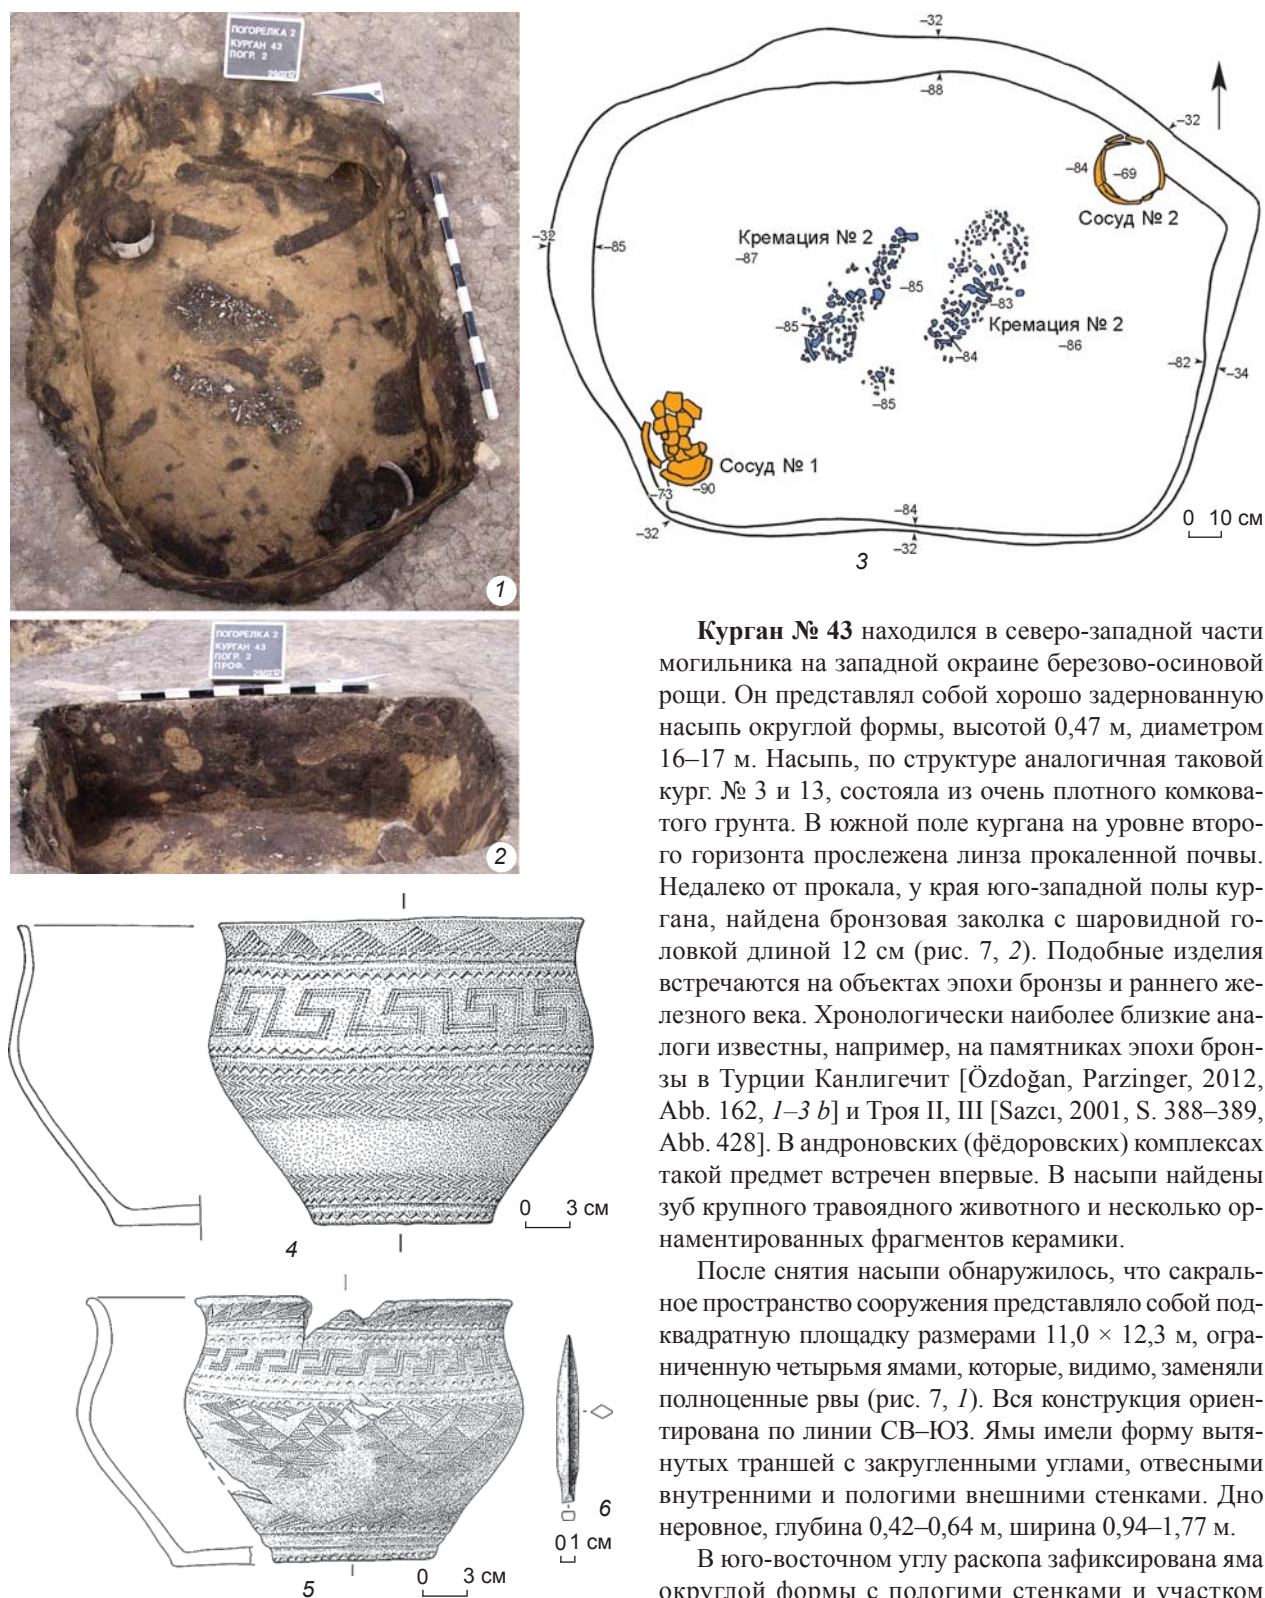 ПОГОРЕЛКА 2
КУРГАН 43
ПОГР. 2
N
1
ПОГОРЕЛКА 2
КУРГАН 43
ПОГР. 2
ПРОФ.
2
–32
–88
–32
–84
–69
Сосуд № 2
–32
–85
Кремация № 2
–87
–85
–85
–83
Кремация № 2
–86
–84
–85
–82
–34
Сосуд № 1
–73
–90
–32
–84
–32
0 10 см
3
0 3 см
4
0 3 см
5
6
0 1 см
Курган № 43 находился в северо-западной части
могильника на западной окраине березово-осиновой
рощи. Он представлял собой хорошо задернованную
насыпь округлой формы, высотой 0,47 м, диаметром
16–17 м. Насыпь, по структуре аналогичная таковой
кург. № 3 и 13, состояла из очень плотного комкова-
того грунта. В южной поле кургана на уровне второ-
го горизонта прослежена линза прокаленной почвы.
Недалеко от прокала, у края юго-западной полы кур-
гана, найдена бронзовая заколка с шаровидной го-
ловкой длиной 12 см (рис. 7, 2). Подобные изделия
встречаются на объектах эпохи бронзы и раннего же-
лезного века. Хронологически наиболее близкие ана-
логи известны, например, на памятниках эпохи брон-
зы в Турции Канлигечит [Özdoğan, Parzinger, 2012,
Abb. 162, 1–3 b] и Троя II, III [Sazcı, 2001, S. 388–389,
Abb. 428]. В андроновских (фёдоровских) комплексах
такой предмет встречен впервые. В насыпи найдены
зуб крупного травоядного животного и несколько ор-
наментированных фрагментов керамики.
После снятия насыпи обнаружилось, что сакраль-
ное пространство сооружения представляло собой под-
квадратную площадку размерами 11,0 × 12,3 м, огра-
ниченную четырьмя ямами, которые, видимо, заменяли
полноценные рвы (рис. 7, 1). Вся конструкция ориен-
тирована по линии СВ–ЮЗ. Ямы имели форму вытя-
нутых траншей с закругленными углами, отвесными
внутренними и пологими внешними стенками. Дно
неровное, глубина 0,42–0,64 м, ширина 0,94–1,77 м.
В юго-восточном углу раскопа зафиксирована яма
округлой формы с пологими стенками и участком